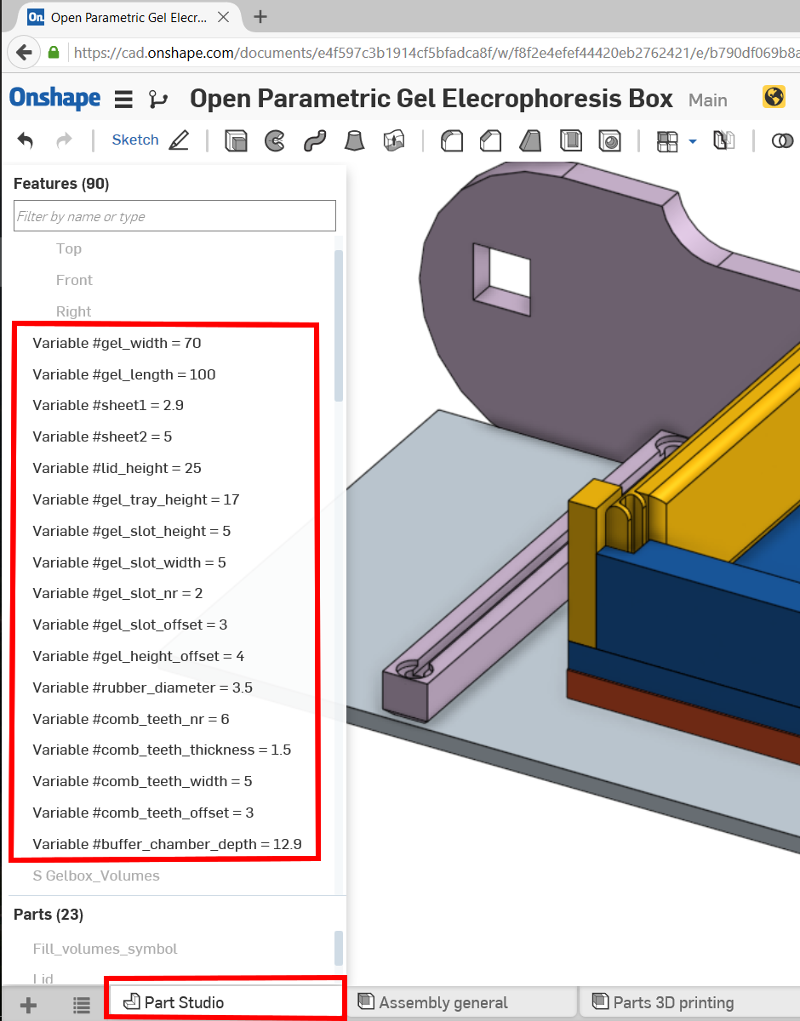 On. Open Parametric Gel Elecr...
https://cad.onshape.com/documents/e4f597c3b1914cf5bfadca8f/w/f8f2e4efef44420eb2762421/e/b790df069b8a
Onshape Open Parametric Gel Elecrophoresis Box Main
Sketch
Features (90)
Filter by name or type
Top
Front
Right
Variable #gel_width = 70
Variable #gel_length = 100
Variable #sheet1 = 2.9
Variable #sheet2 = 5
Variable #lid_height = 25
Variable #gel_tray_height = 17
Variable #gel_slot_height = 5
Variable #gel_slot_width = 5
Variable #gel_slot_nr = 2
Variable #gel_slot_offset = 3
Variable #gel_height_offset = 4
Variable #rubber_diameter = 3.5
Variable #comb_teeth_nr = 6
Variable #comb_teeth_thickness = 1.5
Variable #comb_teeth_width = 5
Variable #comb_teeth_offset = 3
Variable #buffer_chamber_depth = 12.9
S Gelbox_Volumes
Parts (23)
Fill_volumes_symbol
Lid
Part Studio Assembly general Parts 3D printing